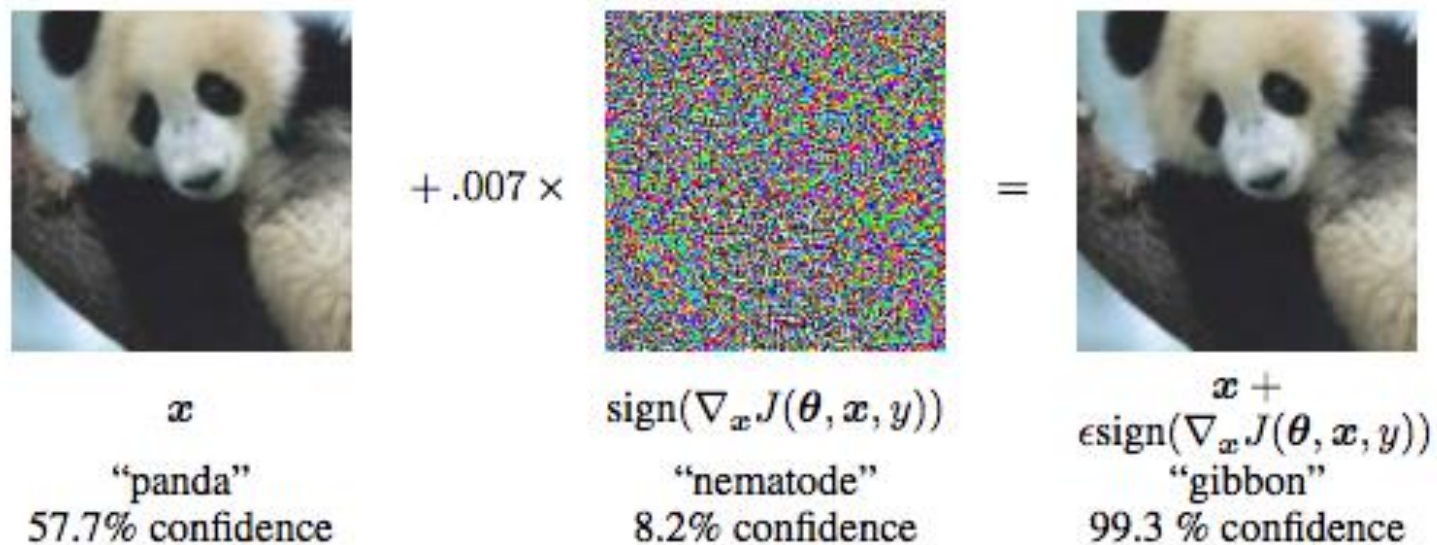 + .007 ×
=
x
sign(∇ₓJ(θ, x, y))
x +
ϵsign(∇ₓJ(θ, x, y))
“panda”
“nematode”
“gibbon”
57.7% confidence
8.2% confidence
99.3 % confidence